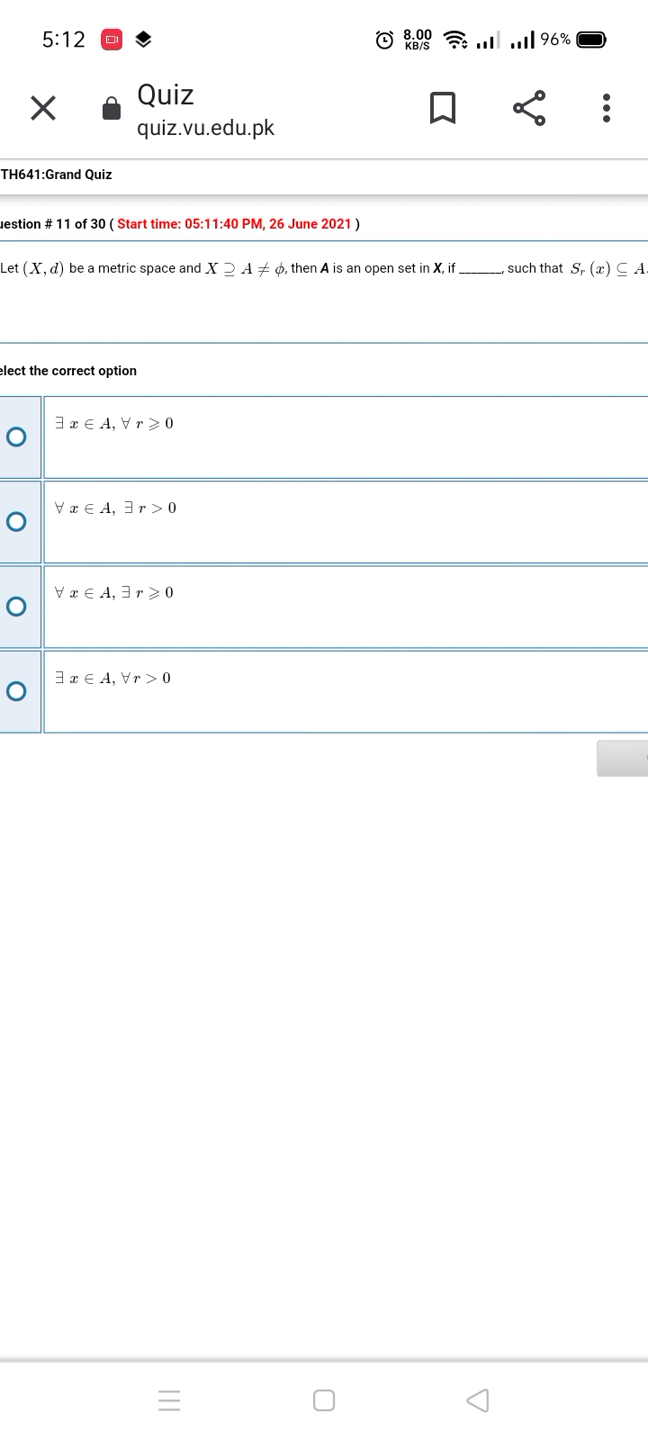 5:12 8.00 KB/S 96%
Quiz
quiz.vu.edu.pk
TH641:Grand Quiz
uestion # 11 of 30 ( Start time: 05:11:40 PM, 26 June 2021 )
Let (X, d) be a metric space and X ⊇ A ≠ ϕ, then A is an open set in X, if _______, such that S_r (x) ⊆ A.
elect the correct option
∃ x ∈ A, ∀ r ⩾ 0
∀ x ∈ A, ∃ r > 0
∀ x ∈ A, ∃ r ⩾ 0
∃ x ∈ A, ∀ r > 0